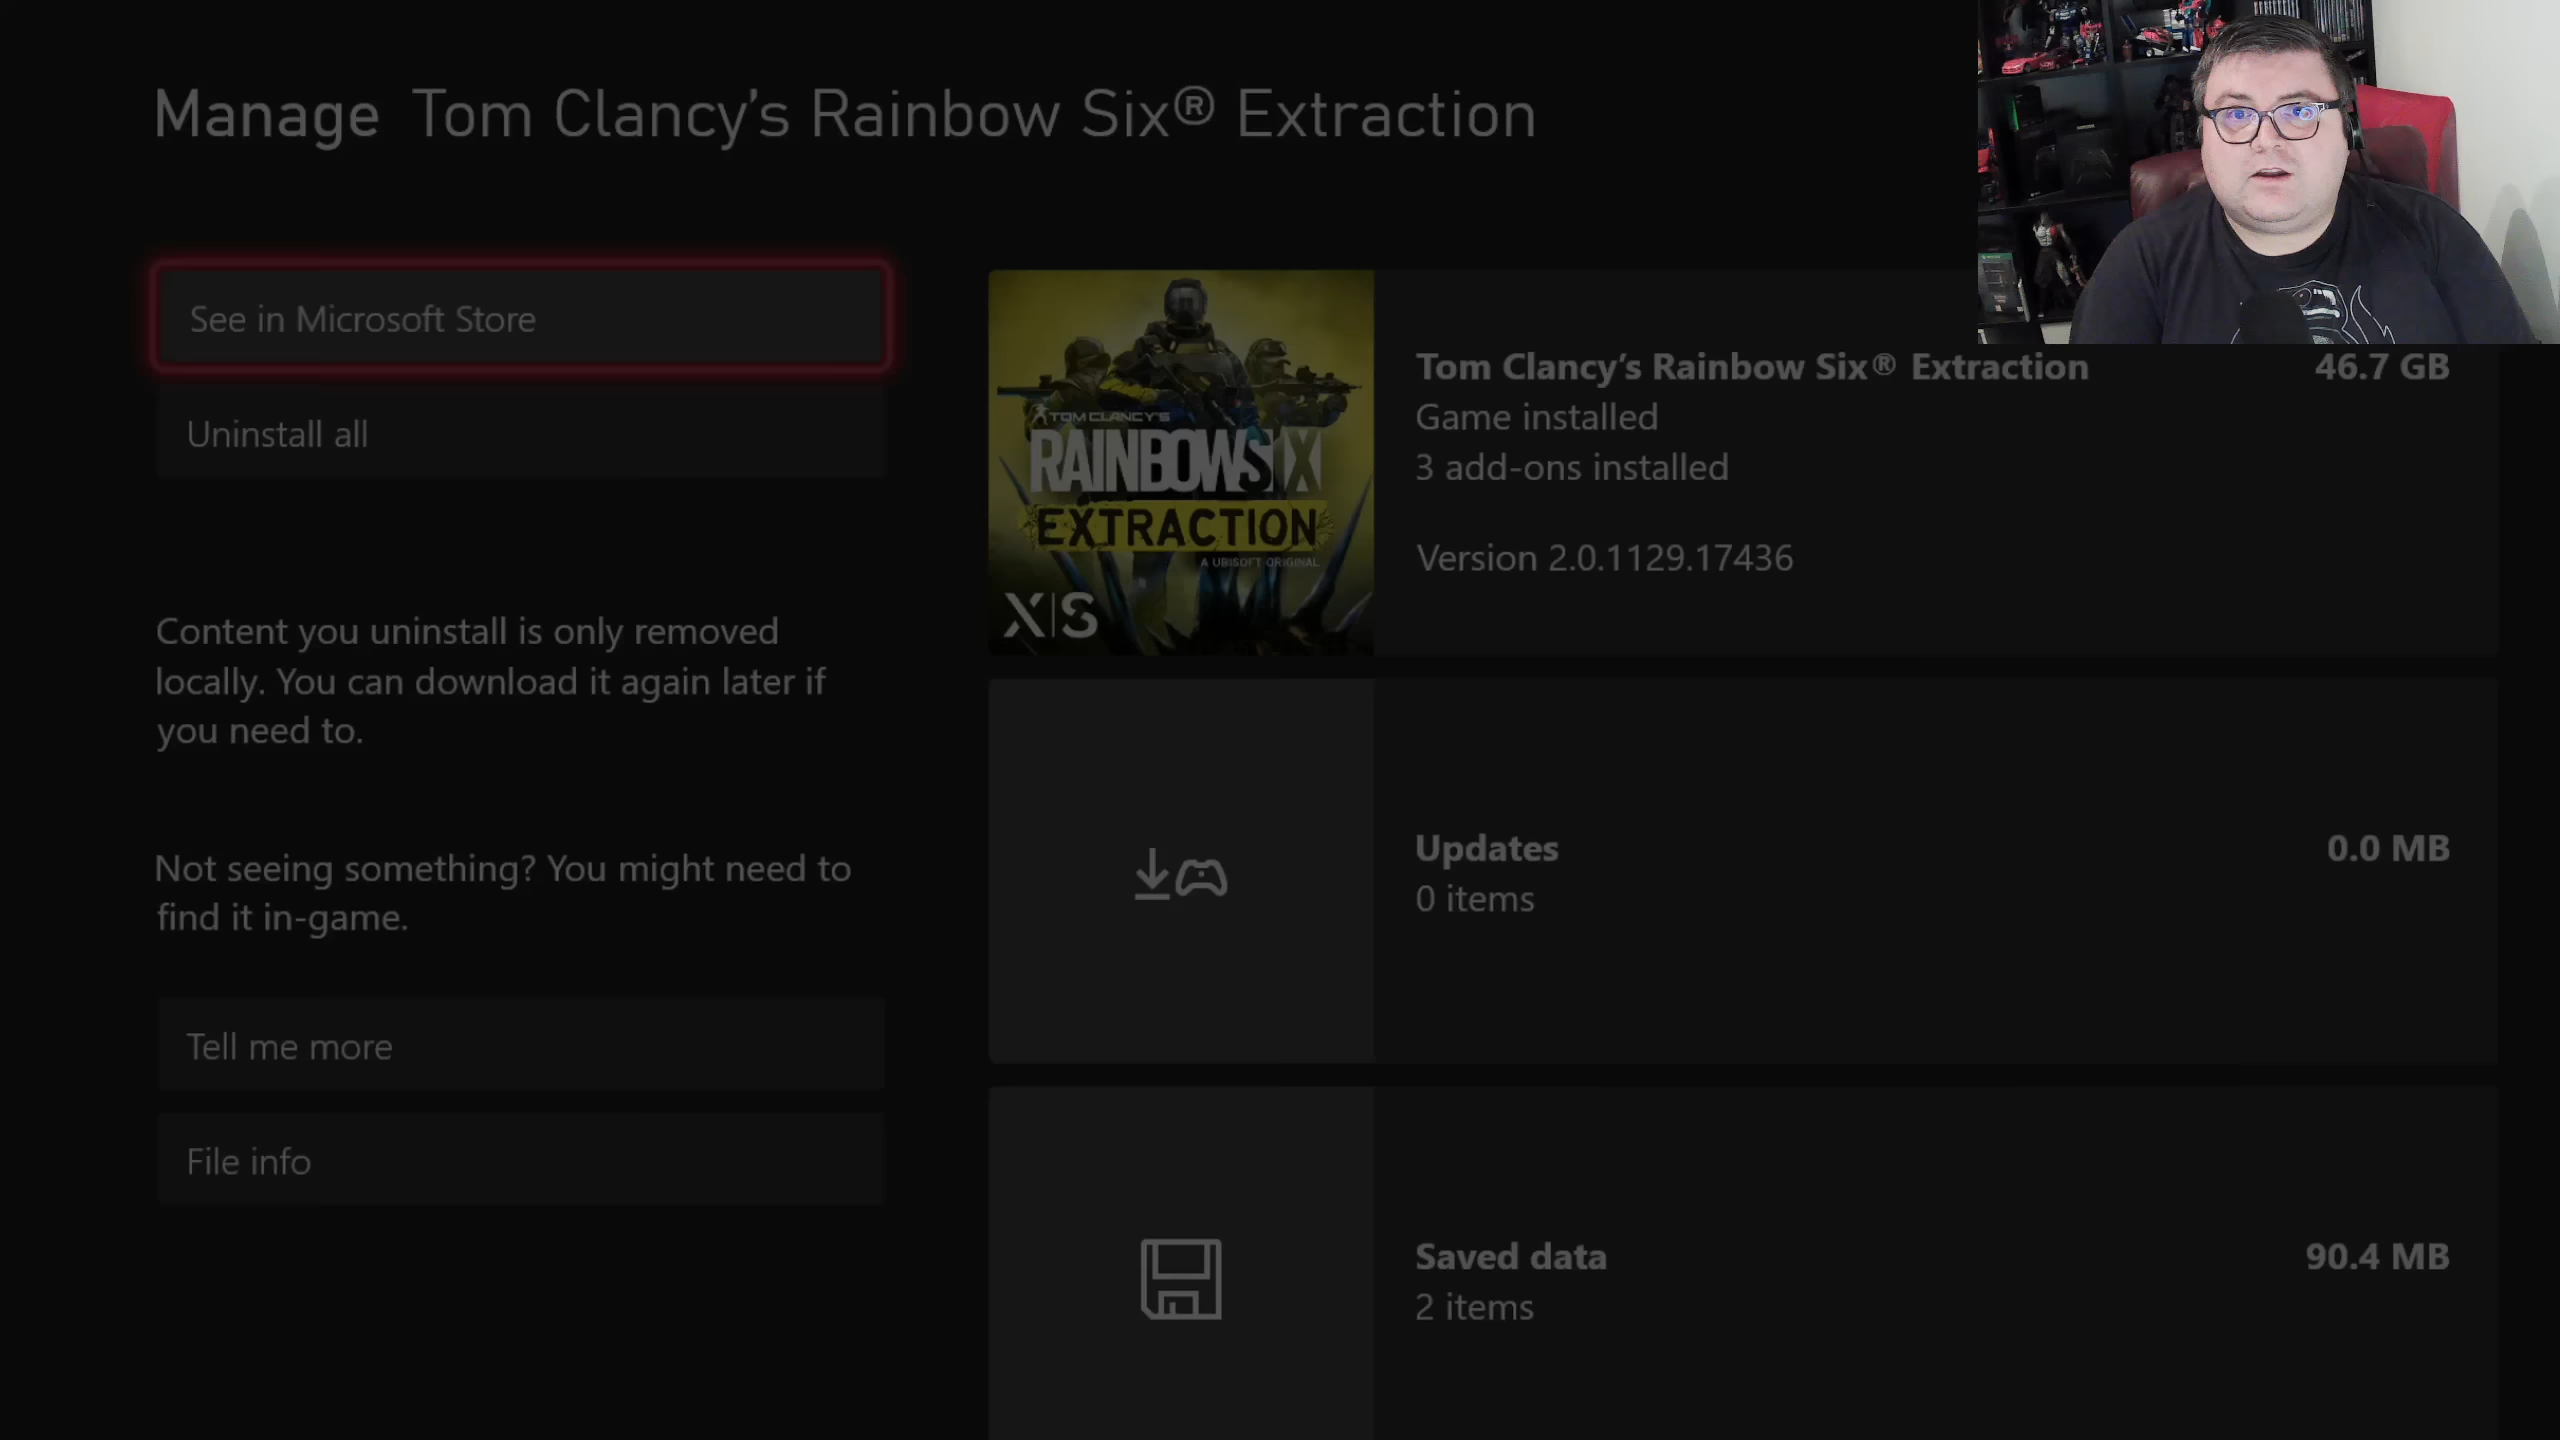 Manage Tom Clancy's Rainbow Six® Extraction
See in Microsoft Store
Uninstall all
Content you uninstall is only removed
locally. You can download it again later if
you need to.
Not seeing something? You might need to
find it in-game.
Tell me more
File info
TOM CLANCY'S
RAINBOW SIX
EXTRACTION
A UBISOFT ORIGINAL
X|S
Tom Clancy's Rainbow Six® Extraction
46.7 GB
Game installed
3 add-ons installed
Version 2.0.1129.17436
Updates
0.0 MB
0 items
Saved data
90.4 MB
2 items